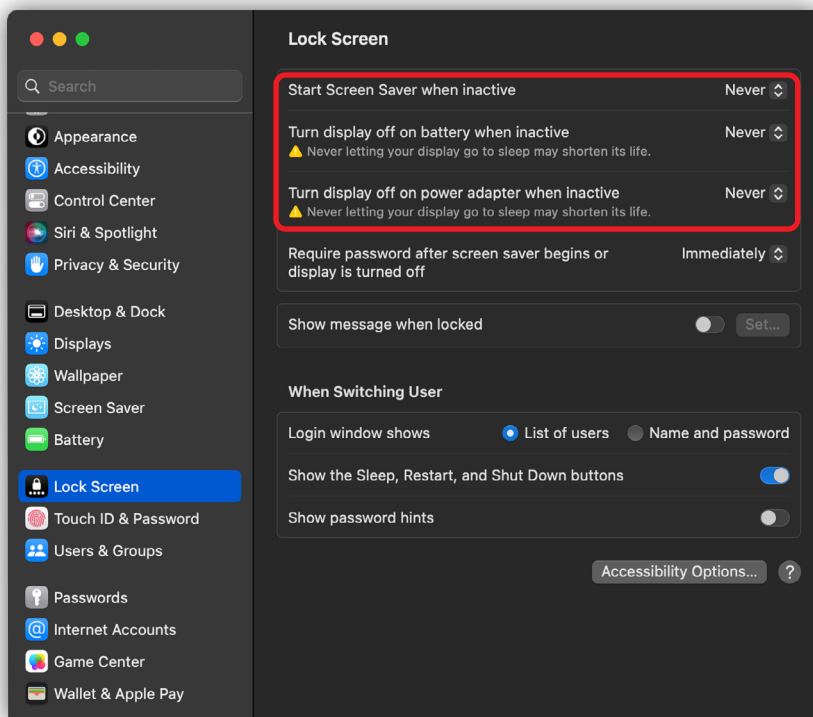 Search
Appearance
Accessibility
Control Center
Siri & Spotlight
Privacy & Security
Desktop & Dock
Displays
Wallpaper
Screen Saver
Battery
Lock Screen
Touch ID & Password
Users & Groups
Passwords
Internet Accounts
Game Center
Wallet & Apple Pay
Lock Screen
Start Screen Saver when inactive Never
Turn display off on battery when inactive Never
Never letting your display go to sleep may shorten its life.
Turn display off on power adapter when inactive Never
Never letting your display go to sleep may shorten its life.
Require password after screen saver begins or Immediately
display is turned off
Show message when locked Set...
When Switching User
Login window shows List of users Name and password
Show the Sleep, Restart, and Shut Down buttons
Show password hints
Accessibility Options... ?